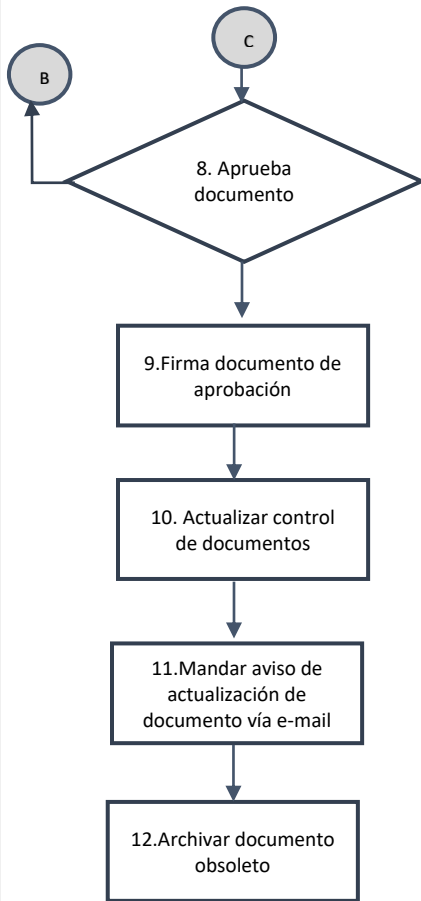 C
B
8. Aprueba
documento
9.Firma documento de
aprobación
10. Actualizar control
de documentos
11.Mandar aviso de
actualización de
documento vía e-mail
12.Archivar documento
obsoleto